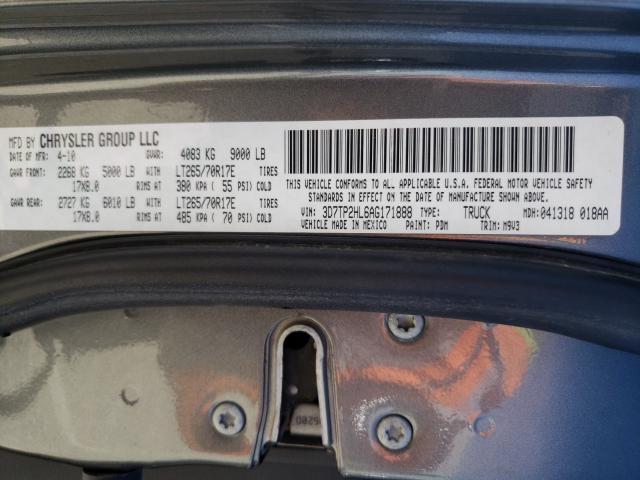 MFD BY CHRYSLER GROUP LLC
DATE OF MFR 4-10 GVWR: 4083 KG 9000 LB
GAWR FRONT: 2268 KG 5000 LB WITH LT265/70R17E TIRES
17X8.0 RIMS AT 380 KPA ( 55 PSI) COLD
GAWR REAR: 2727 KG 6010 LB WITH LT265/70R17E TIRES
17X8.0 RIMS AT 485 KPA ( 70 PSI) COLD
THIS VEHICLE CONFORMS TO ALL APPLICABLE U.S.A. FEDERAL MOTOR VEHICLE SAFETY
STANDARDS IN EFFECT ON THE DATE OF MANUFACTURE SHOWN ABOVE.
VIN: 3D7TP2HL6AG171888 TYPE: TRUCK MDH: 041318 018AA
VEHICLE MADE IN MEXICO PAINT: PDM TRIM: M9V3